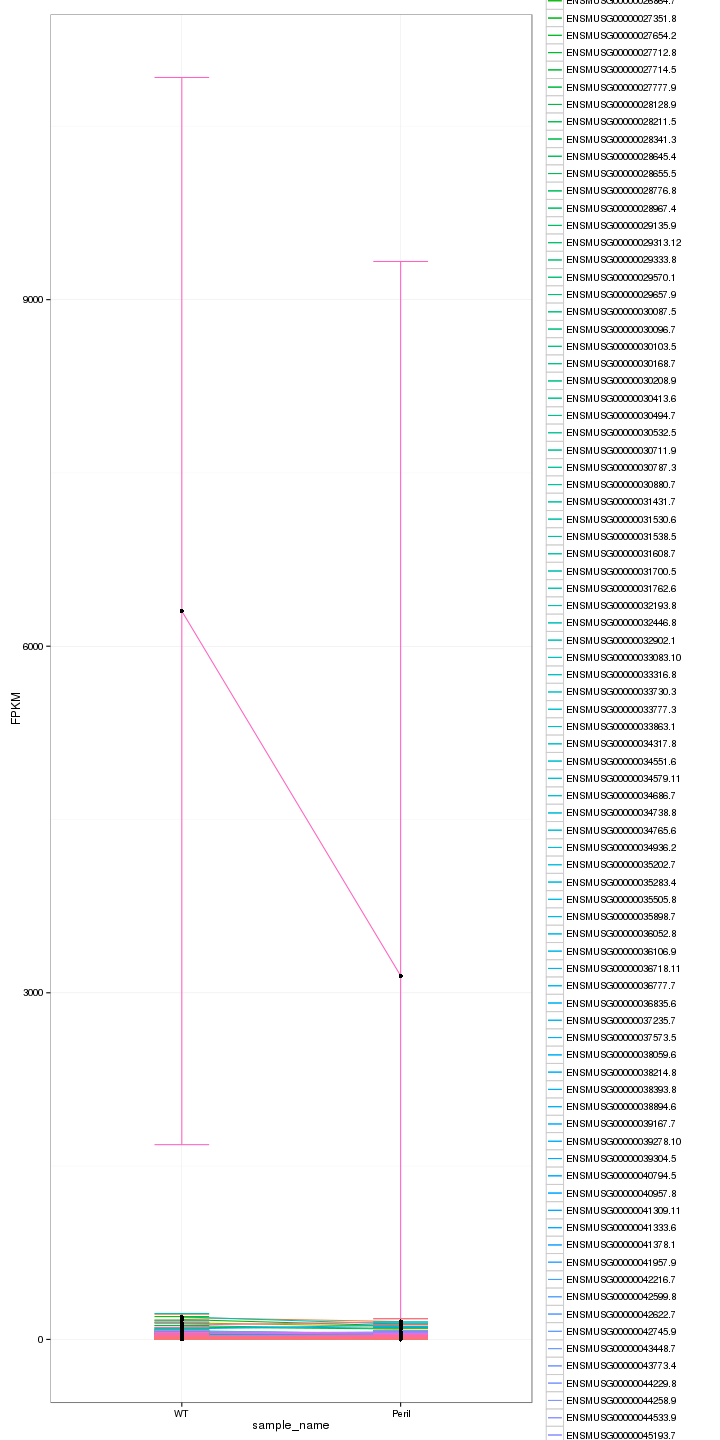 9000
6000
3000
0
FPKM
WT
Peril
sample_name
ENSMUSG00000026864.7
ENSMUSG00000027351.8
ENSMUSG00000027654.2
ENSMUSG00000027712.8
ENSMUSG00000027714.5
ENSMUSG00000027777.9
ENSMUSG00000028128.9
ENSMUSG00000028211.5
ENSMUSG00000028341.3
ENSMUSG00000028645.4
ENSMUSG00000028655.5
ENSMUSG00000028776.8
ENSMUSG00000028967.4
ENSMUSG00000029135.9
ENSMUSG00000029313.12
ENSMUSG00000029333.8
ENSMUSG00000029570.1
ENSMUSG00000029657.9
ENSMUSG00000030087.5
ENSMUSG00000030096.7
ENSMUSG00000030103.5
ENSMUSG00000030168.7
ENSMUSG00000030208.9
ENSMUSG00000030413.6
ENSMUSG00000030494.7
ENSMUSG00000030532.5
ENSMUSG00000030711.9
ENSMUSG00000030787.3
ENSMUSG00000030880.7
ENSMUSG00000031431.7
ENSMUSG00000031530.6
ENSMUSG00000031538.5
ENSMUSG00000031608.7
ENSMUSG00000031700.5
ENSMUSG00000031762.6
ENSMUSG00000032193.8
ENSMUSG00000032446.8
ENSMUSG00000032902.1
ENSMUSG00000033083.10
ENSMUSG00000033316.8
ENSMUSG00000033730.3
ENSMUSG00000033777.3
ENSMUSG00000033863.1
ENSMUSG00000034317.8
ENSMUSG00000034551.6
ENSMUSG00000034579.11
ENSMUSG00000034686.7
ENSMUSG00000034738.8
ENSMUSG00000034765.6
ENSMUSG00000034936.2
ENSMUSG00000035202.7
ENSMUSG00000035283.4
ENSMUSG00000035505.8
ENSMUSG00000035898.7
ENSMUSG00000036052.8
ENSMUSG00000036106.9
ENSMUSG00000036718.11
ENSMUSG00000036777.7
ENSMUSG00000036835.6
ENSMUSG00000037235.7
ENSMUSG00000037573.5
ENSMUSG00000038059.6
ENSMUSG00000038214.8
ENSMUSG00000038393.8
ENSMUSG00000038894.6
ENSMUSG00000039167.7
ENSMUSG00000039278.10
ENSMUSG00000039304.5
ENSMUSG00000040794.5
ENSMUSG00000040957.8
ENSMUSG00000041309.11
ENSMUSG00000041333.6
ENSMUSG00000041378.1
ENSMUSG00000041957.9
ENSMUSG00000042216.7
ENSMUSG00000042599.8
ENSMUSG00000042622.7
ENSMUSG00000042745.9
ENSMUSG00000043448.7
ENSMUSG00000043773.4
ENSMUSG00000044229.8
ENSMUSG00000044258.9
ENSMUSG00000044533.9
ENSMUSG00000045193.7